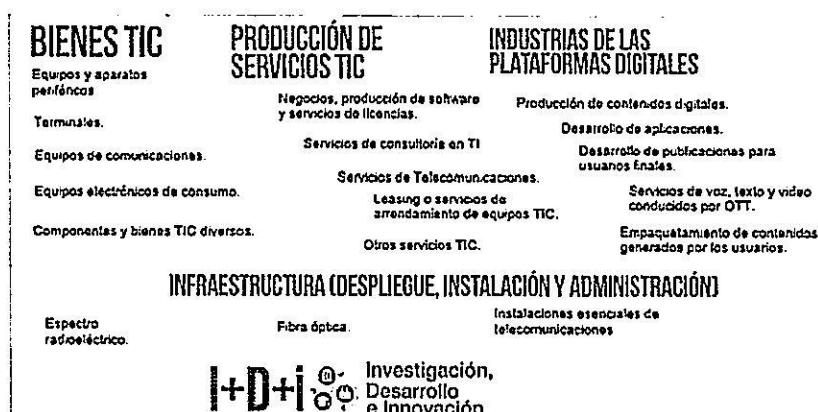 BIENES TIC
Equipos y aparatos
periféricos
Terminales.
Equipos de comunicaciones.
Equipos electrónicos de consumo.
Componentes y bienes TIC diversos.
PRODUCCIÓN DE
SERVICIOS TIC
Negocios, producción de software
y servicios de licencias.
Servicios de consultoría en TI
Servicios de Telecomunicaciones.
Leasing o servicios de
arrendamiento de equipos TIC.
Otros servicios TIC.
INDUSTRIAS DE LAS
PLATAFORMAS DIGITALES
Producción de contenidos digitales.
Desarrollo de aplicaciones.
Desarrollo de publicaciones para
usuarios finales.
Servicios de voz, texto y video
conducidos por OTT.
Empaquetamiento de contenidos
generados por los usuarios.
INFRAESTRUCTURA (DESPLIEGUE, INSTALACIÓN Y ADMINISTRACIÓN)
Espectro
radioeléctrico.
Fibra óptica.
Instalaciones esenciales de
telecomunicaciones
I+D+i
Investigación,
Desarrollo
e Innovación